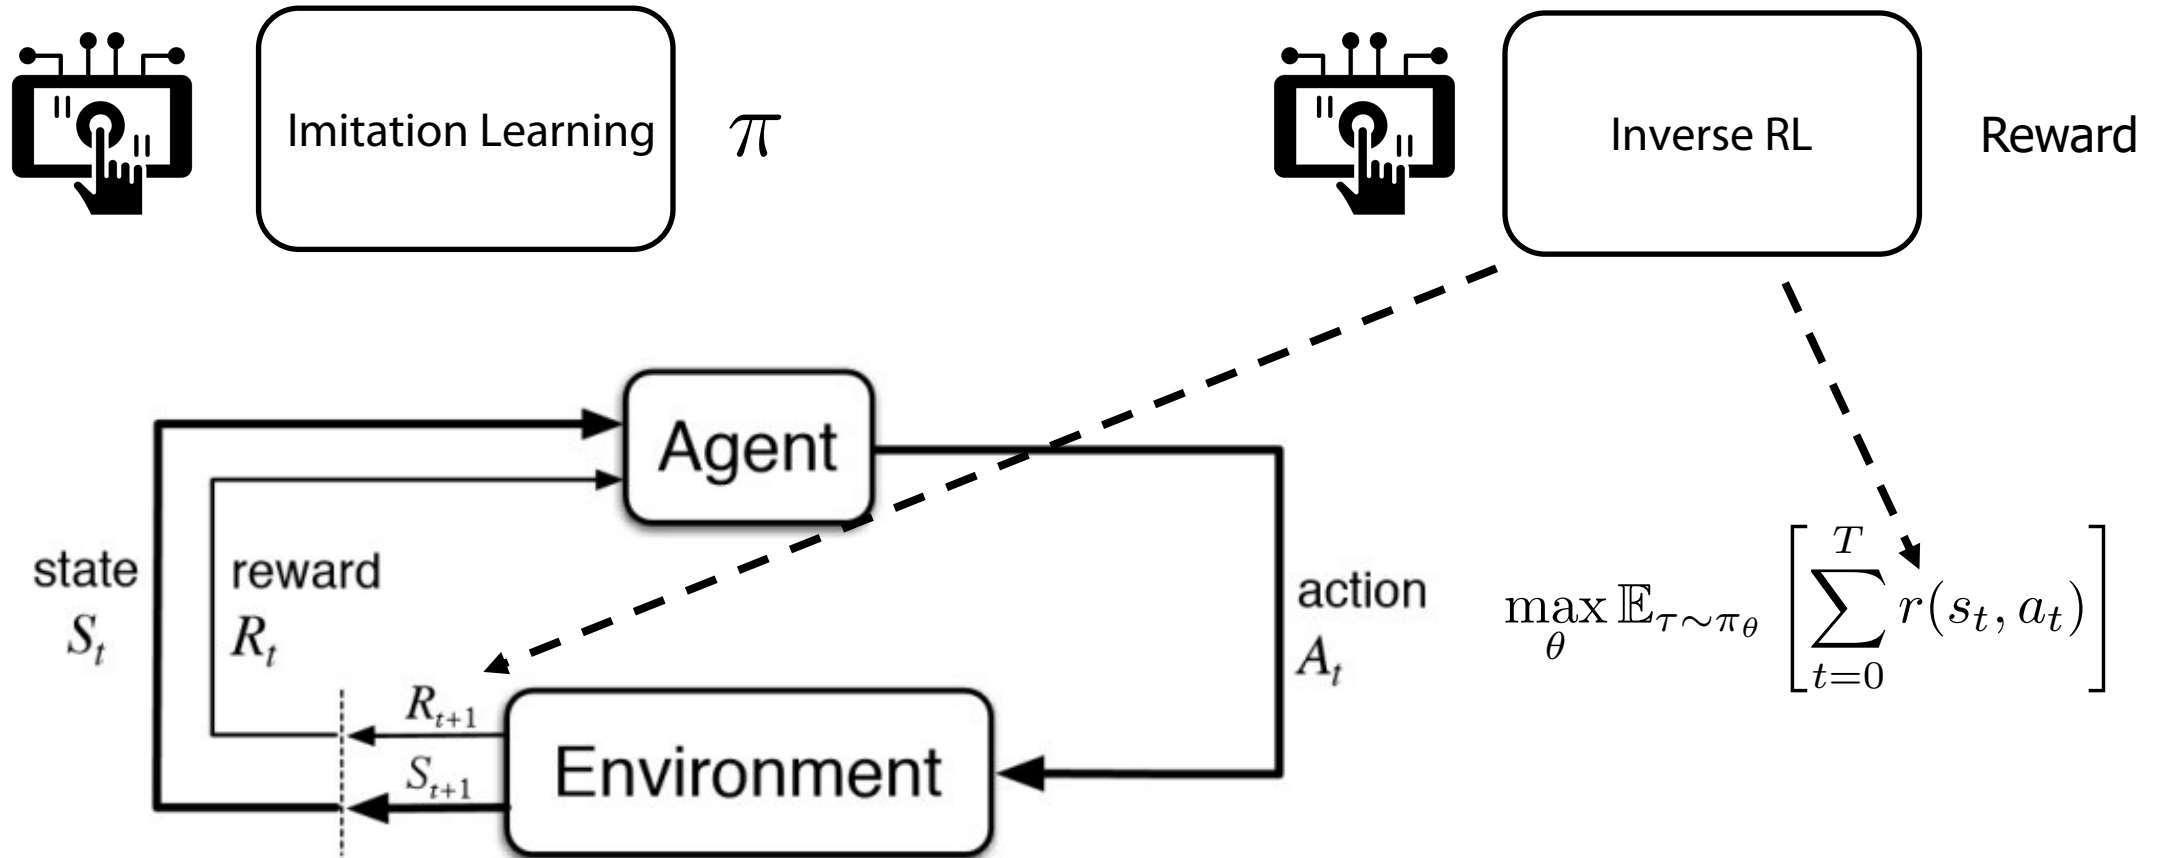 Imitation Learning
π
Inverse RL
Reward
Agent
state
S_t
reward
R_t
action
A_t
max_θ 𝔼_{τ∼π_θ} [ ∑_{t=0}^{T} r(s_t, a_t) ]
R_{t+1}
S_{t+1}
Environment